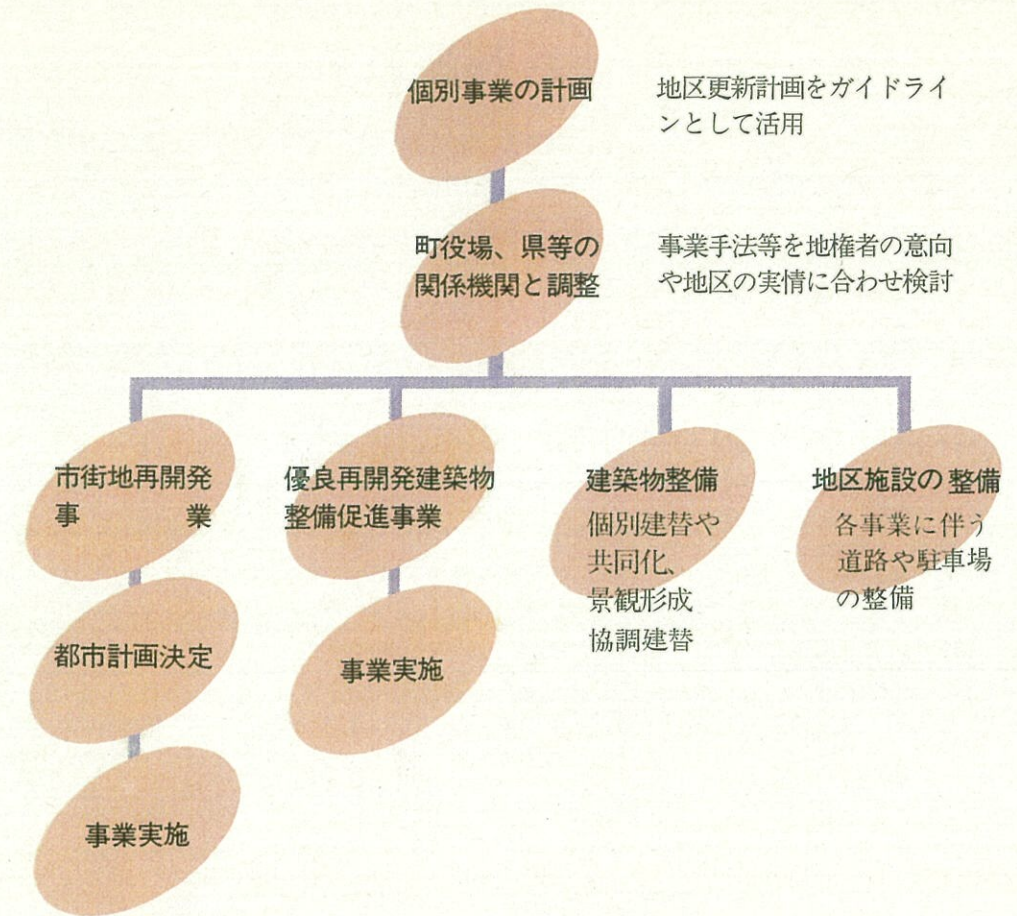 個別事業の計画
地区更新計画をガイドライ
ンとして活用
町役場、県等の
関係機関と調整
事業手法等を地権者の意向
や地区の実情に合わせ検討
市街地再開発
事業
優良再開発建築物
整備促進事業
建築物整備
個別建替や
共同化、
景観形成
協調建替
地区施設の整備
各事業に伴う
道路や駐車場
の整備
都市計画決定
事業実施
事業実施